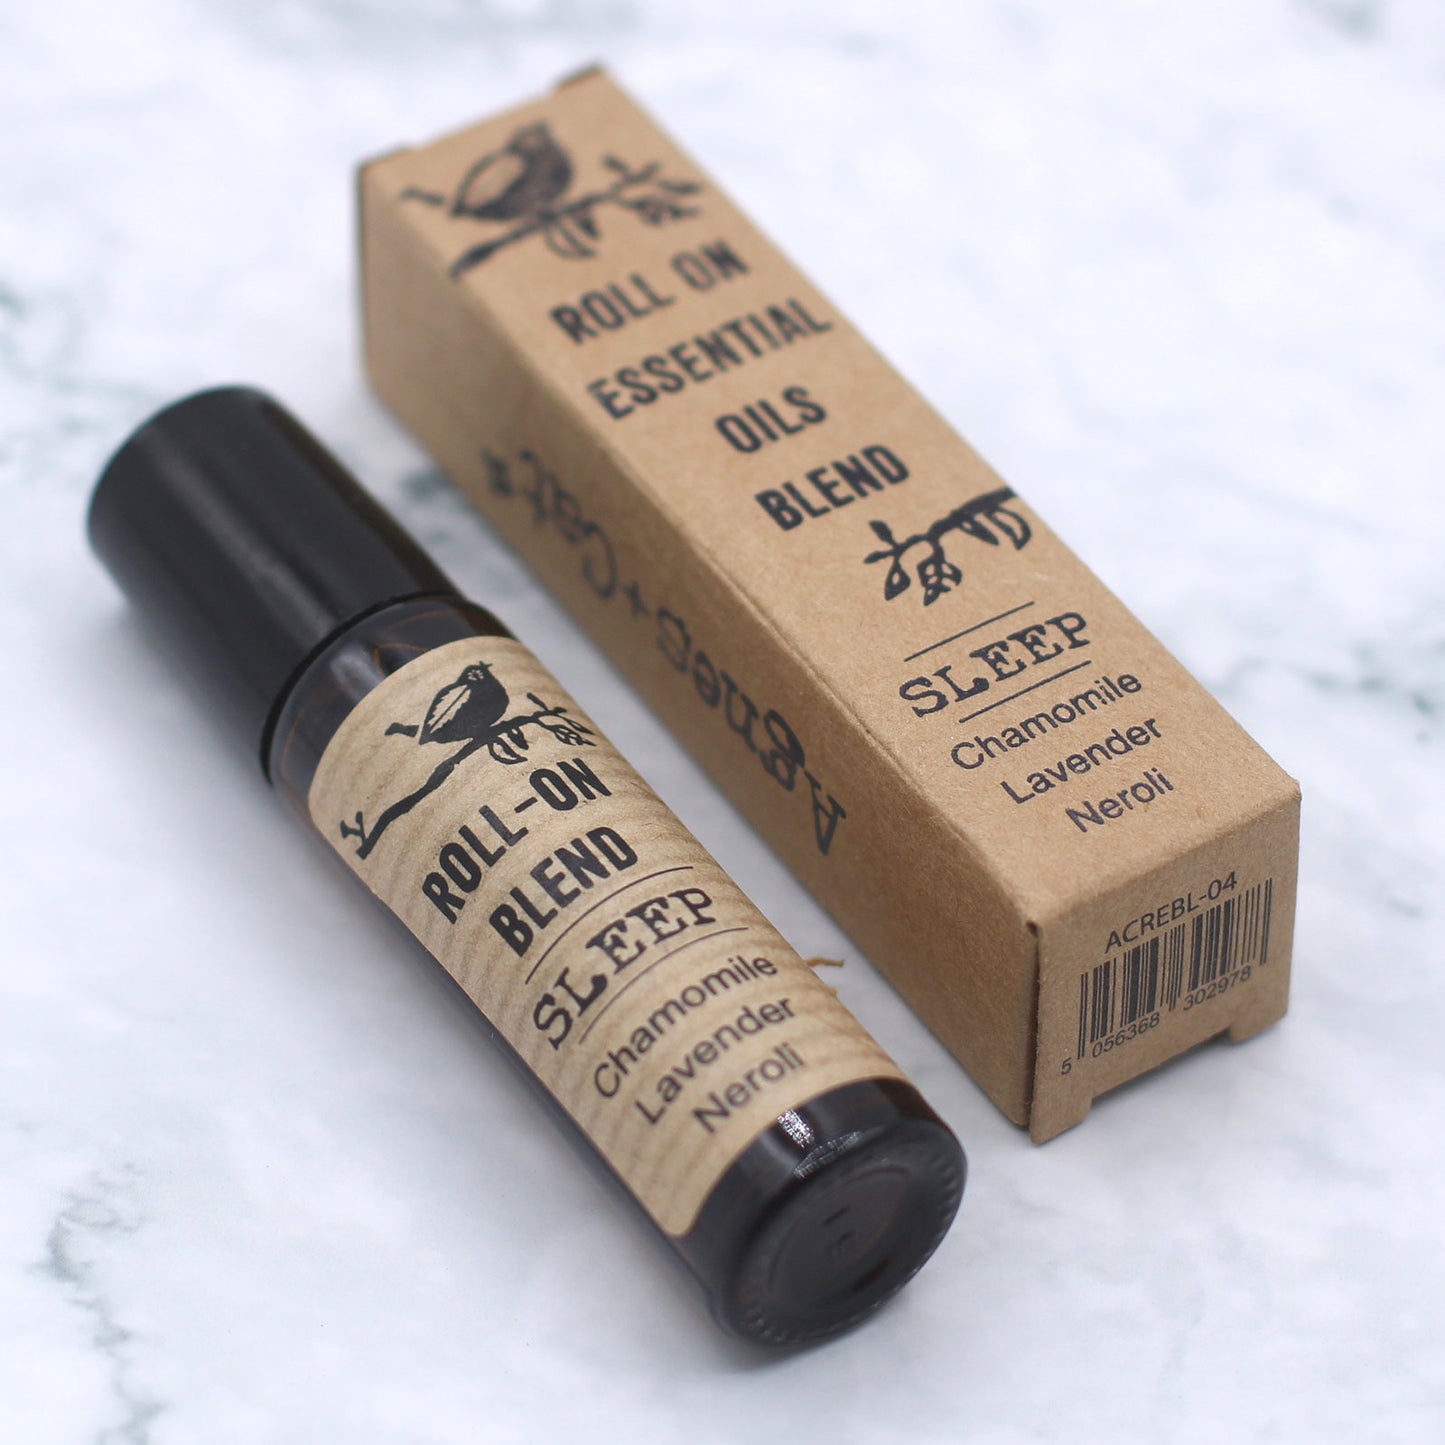 ROLL ON
ESSENTIAL
OILS
BLEND
SLEEP
Chamomile
Lavender
Neroli
Agnes + Cat
ACREBL-04
5 056368 302978
ROLL-ON
BLEND
SLEEP
Chamomile
Lavender
Neroli